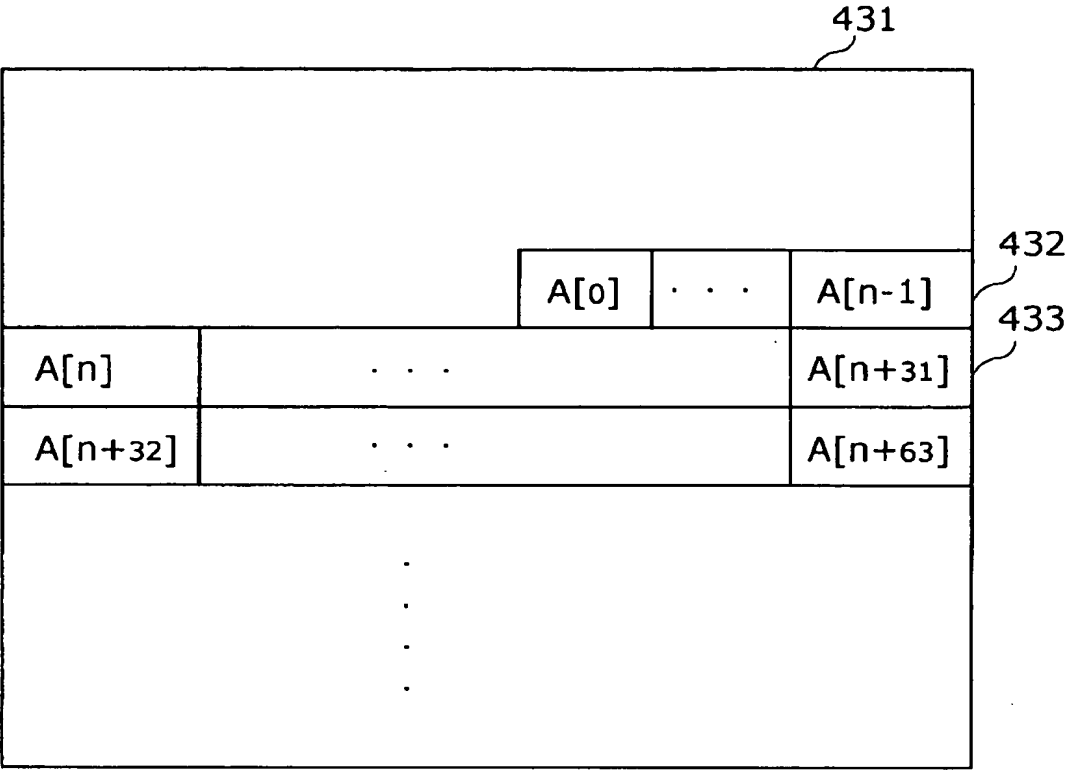 431
A[0] . . . A[n-1] 432
433
A[n] . . . A[n+31]
A[n+32] . . . A[n+63]
.
.
.
.